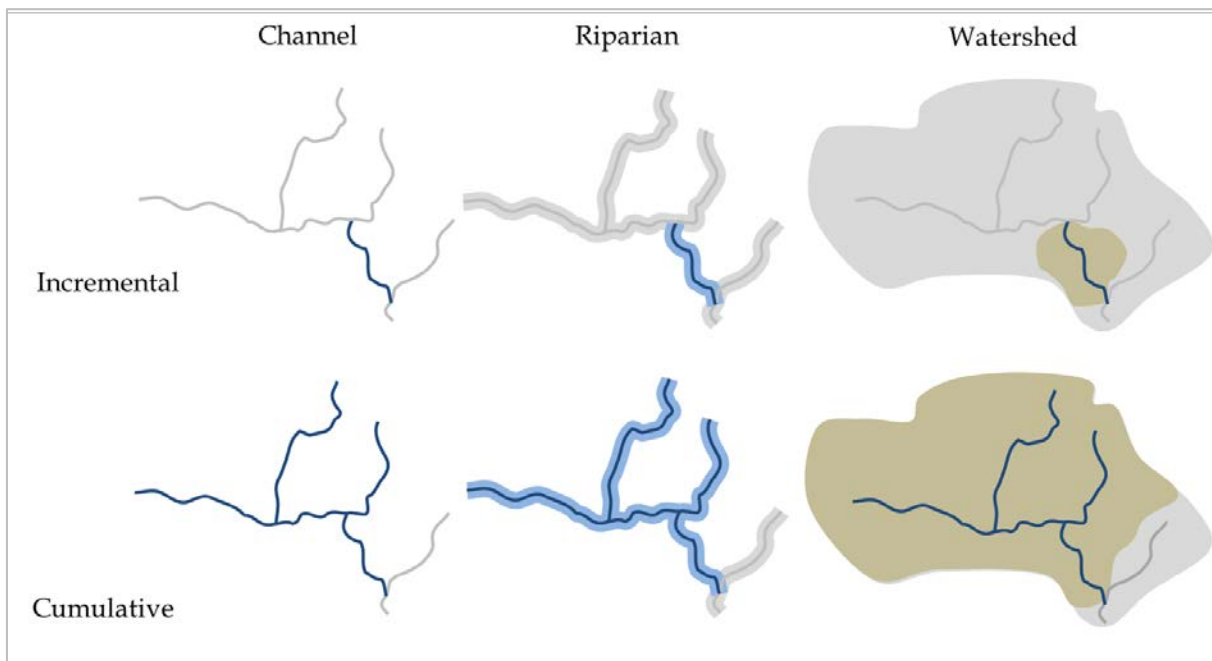 Channel
Riparian
Watershed
Incremental
Cumulative